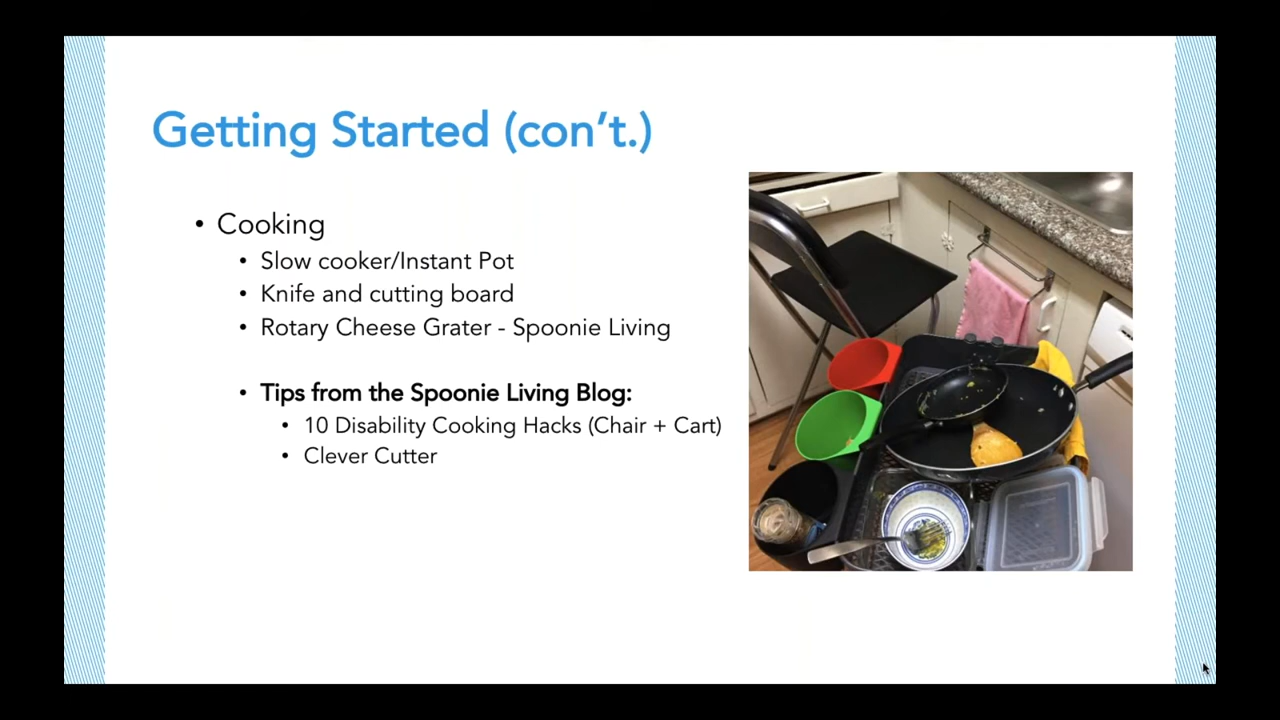 Getting Started (con’t.)
• Cooking
• Slow cooker/Instant Pot
• Knife and cutting board
• Rotary Cheese Grater - Spoonie Living
• Tips from the Spoonie Living Blog:
• 10 Disability Cooking Hacks (Chair + Cart)
• Clever Cutter